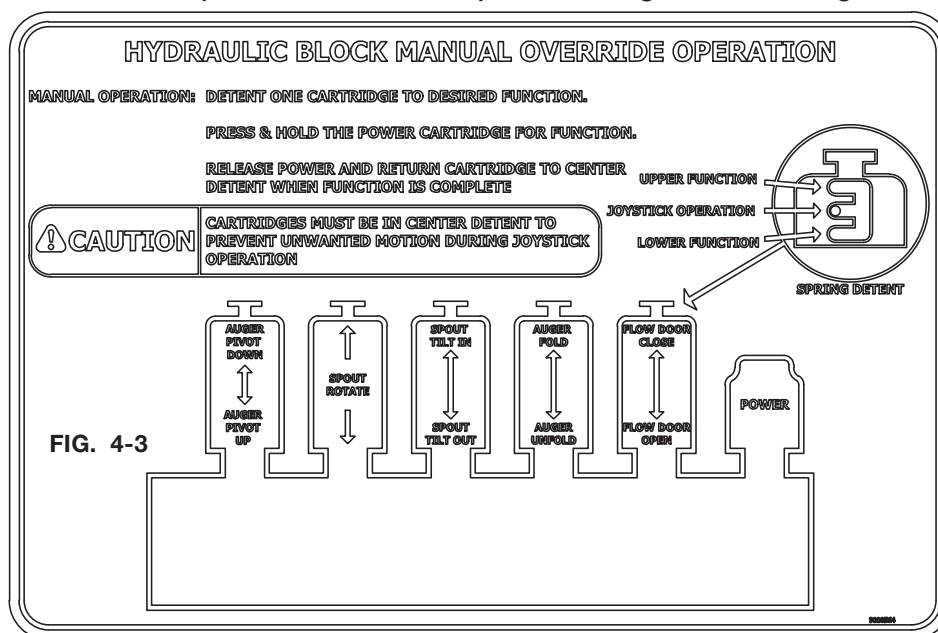 HYDRAULIC BLOCK MANUAL OVERRIDE OPERATION
MANUAL OPERATION: DETENT ONE CARTRIDGE TO DESIRED FUNCTION.
PRESS & HOLD THE POWER CARTRIDGE FOR FUNCTION.
RELEASE POWER AND RETURN CARTRIDGE TO CENTER
DETENT WHEN FUNCTION IS COMPLETE
CAUTION
CARTRIDGES MUST BE IN CENTER DETENT TO
PREVENT UNWANTED MOTION DURING JOYSTICK
OPERATION
UPPER FUNCTION
JOYSTICK OPERATION
LOWER FUNCTION
SPRING DETENT
AUGER
PIVOT
DOWN
AUGER
PIVOT
UP
SPOUT
ROTATE
SPOUT
TILT IN
SPOUT
TILT OUT
AUGER
FOLD
AUGER
UNFOLD
FLOW DOOR
CLOSE
FLOW DOOR
OPEN
POWER
FIG. 4-3